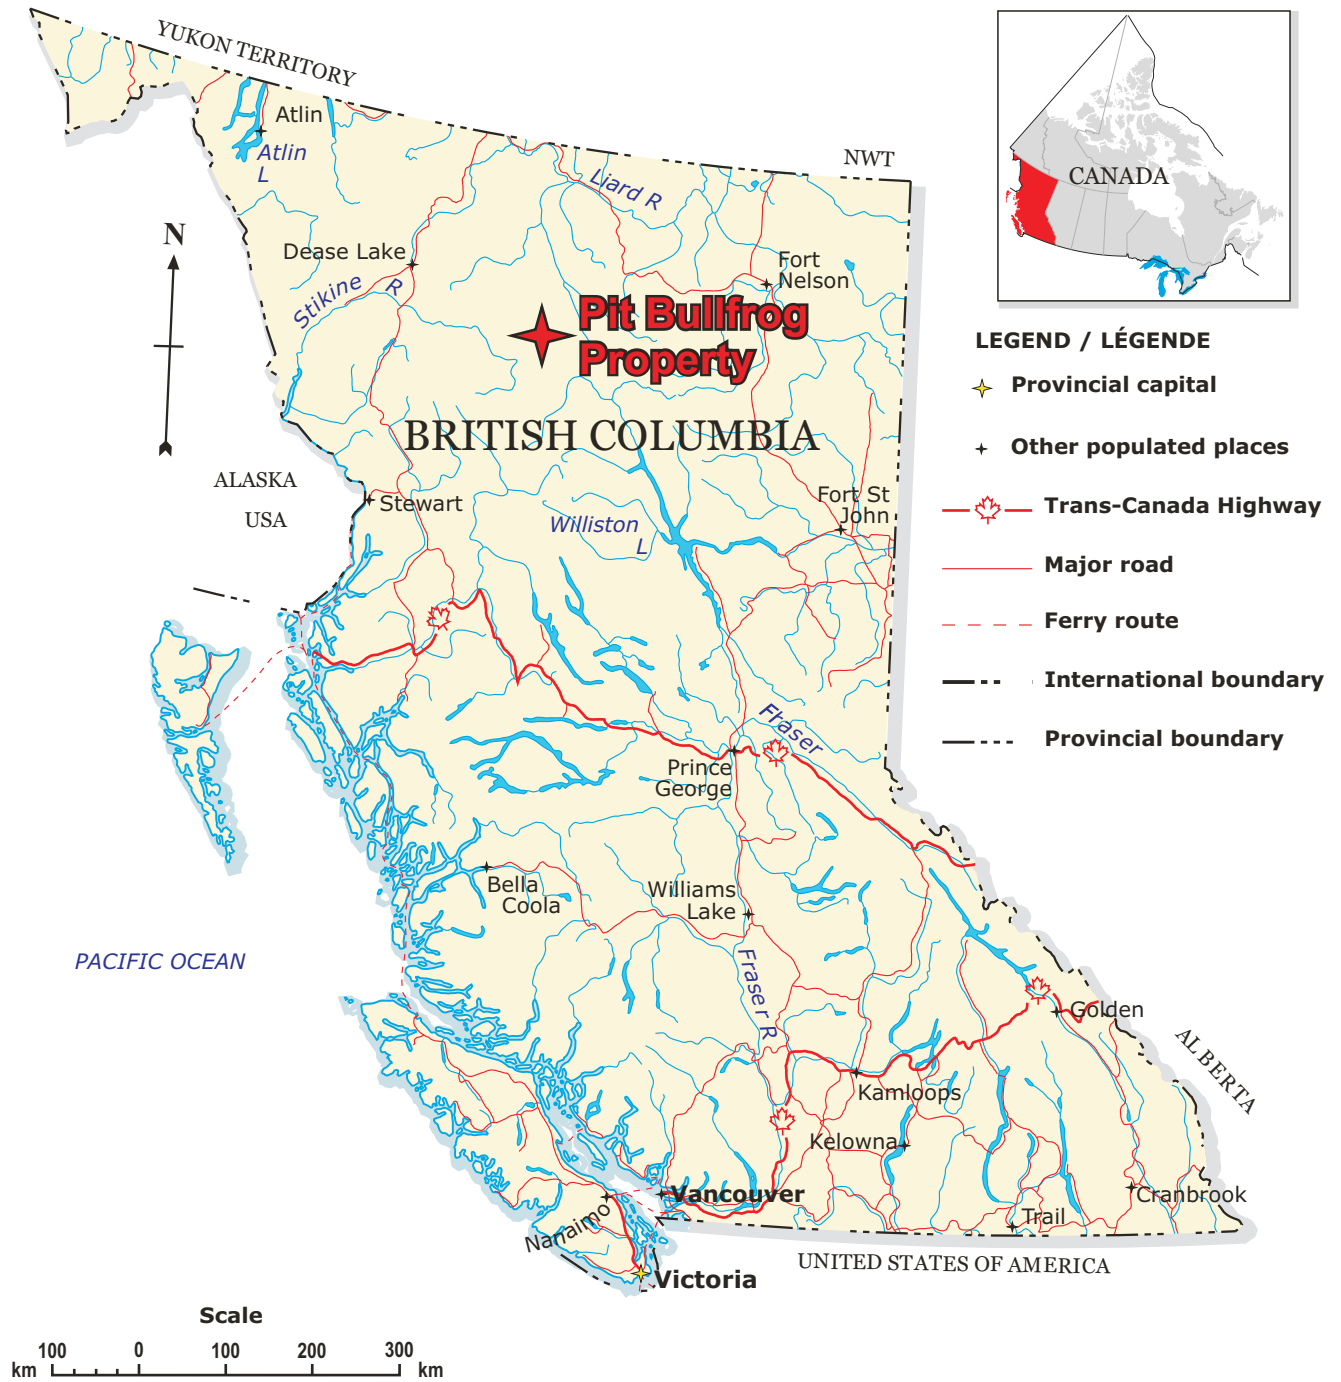 YUKON TERRITORY
NWT
Atlin
Atlin
L
Liard R
Dease Lake
Stikine R
Fort
Nelson
N
Pit Bullfrog
Property
BRITISH COLUMBIA
ALASKA
USA
Stewart
Williston
L
Fort St
John
Fraser
Prince
George
Bella
Coola
Williams
Lake
Fraser R
PACIFIC OCEAN
Golden
ALBERTA
Kamloops
Kelowna
Vancouver
Cranbrook
Nanaimo
Trail
Victoria
UNITED STATES OF AMERICA
CANADA
LEGEND / LÉGENDE
Provincial capital
Other populated places
Trans-Canada Highway
Major road
Ferry route
International boundary
Provincial boundary
Scale
100 0 100 200 300
km km